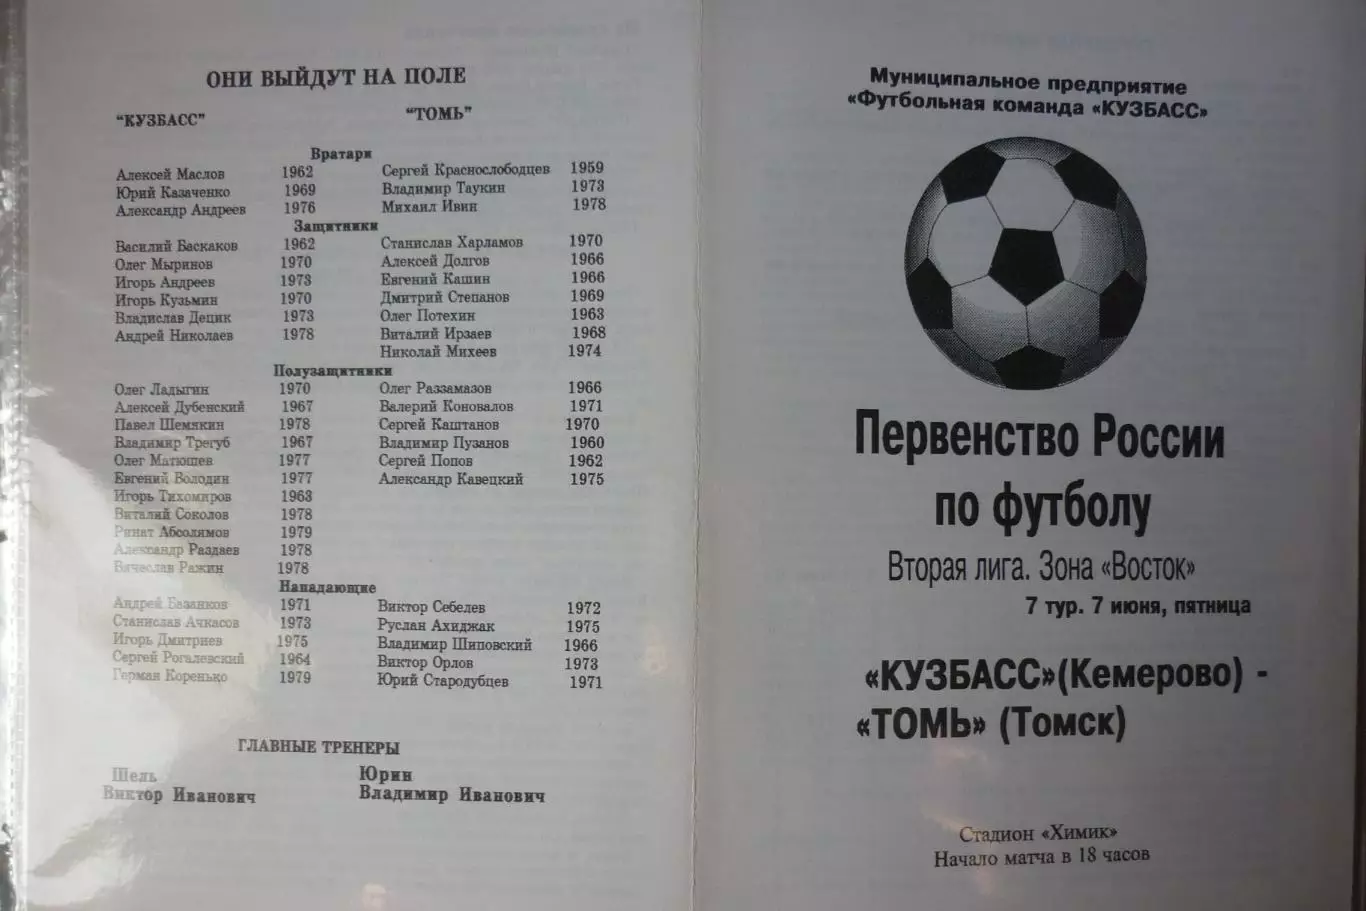 ОНИ ВЫЙДУТ НА ПОЛЕ
"КУЗБАСС" "ТОМЬ"
Вратари
Алексей Маслов 1962 Сергей Краснослободцев 1959
Юрий Казаченко 1969 Владимир Таукин 1973
Александр Андреев 1976 Михаил Ивин 1978
Защитники
Василий Баскаков 1962 Станислав Харламов 1970
Олег Мыринов 1970 Алексей Долгов 1966
Игорь Андреев 1973 Евгений Кашин 1966
Игорь Кузьмин 1970 Дмитрий Степанов 1969
Владислав Децик 1973 Олег Потехин 1963
Андрей Николаев 1978 Виталий Ирзаев 1968
Николай Михеев 1974
Полузащитники
Олег Ладыгин 1970 Олег Раззамазов 1966
Алексей Дубенский 1967 Валерий Коновалов 1971
Павел Шемякин 1978 Сергей Каштанов 1970
Владимир Трегуб 1967 Владимир Пузанов 1960
Олег Матюшев 1977 Сергей Попов 1962
Евгений Володин 1977 Александр Кавецкий 1975
Игорь Тихомиров 1963
Виталий Соколов 1978
Ринат Абсолямов 1979
Александр Раздаев 1978
Вячеслав Ражин 1978
Нападающие
Андрей Базанков 1971 Виктор Себелев 1972
Станислав Ачкасов 1973 Руслан Ахиджак 1975
Игорь Дмитриев 1975 Владимир Шиповский 1966
Сергей Рогалевский 1964 Виктор Орлов 1973
Герман Коренько 1979 Юрий Стародубцев 1971
ГЛАВНЫЕ ТРЕНЕРЫ
Шель Юрин
Виктор Иванович Владимир Иванович
Муниципальное предприятие
«Футбольная команда «КУЗБАСС»
Первенство России
по футболу
Вторая лига. Зона «Восток»
7 тур. 7 июня, пятница
«КУЗБАСС»(Кемерово) -
«ТОМЬ» (Томск)
Стадион «Химик»
Начало матча в 18 часов